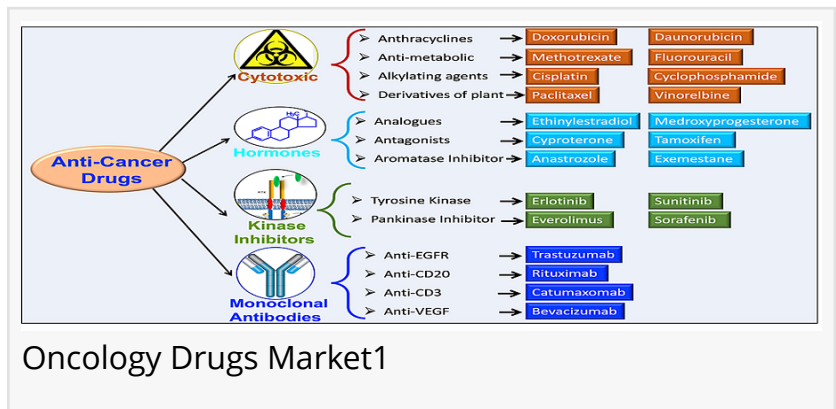 Anti-Cancer
Drugs
Cytotoxic
Anthracyclines
Doxorubicin
Daunorubicin
Anti-metabolic
Methotrexate
Fluorouracil
Alkylating agents
Cisplatin
Cyclophosphamide
Derivatives of plant
Paclitaxel
Vinorelbine
H₃C
Hormones
Analogues
Ethinylestradiol
Medroxyprogesterone
Antagonists
Cyproterone
Tamoxifen
Aromatase Inhibitor
Anastrozole
Exemestane
Kinase
Inhibitors
Tyrosine Kinase
Erlotinib
Sunitinib
Pankinase Inhibitor
Everolimus
Sorafenib
Monoclonal
Antibodies
Anti-EGFR
Trastuzumab
Anti-CD20
Rituximab
Anti-CD3
Catumaxomab
Anti-VEGF
Bevacizumab
Oncology Drugs Market1